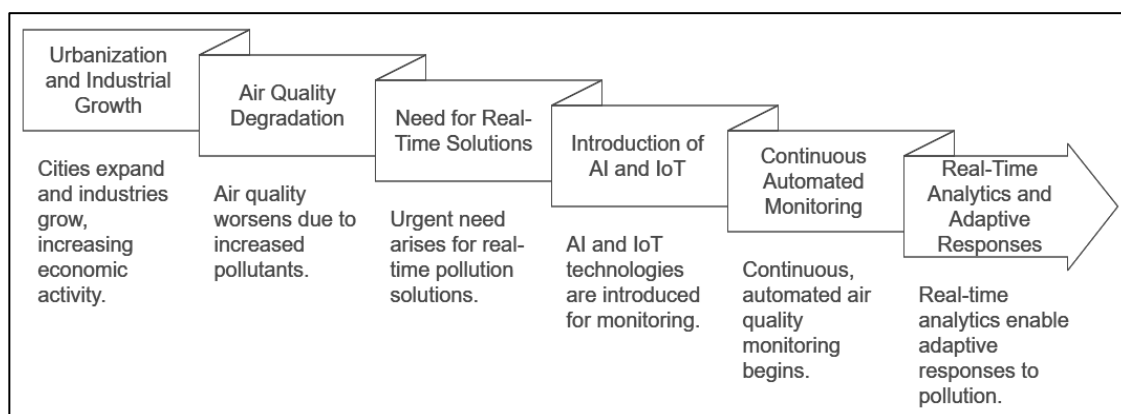 Urbanization
and Industrial
Growth
Cities expand
and industries
grow,
increasing
economic
activity.
Air Quality
Degradation
Air quality
worsens due to
increased
pollutants.
Need for Real-
Time Solutions
Urgent need
arises for real-
time pollution
solutions.
Introduction of
AI and IoT
AI and IoT
technologies
are introduced
for monitoring.
Continuous
Automated
Monitoring
Continuous,
automated air
quality
monitoring
begins.
Real-Time
Analytics and
Adaptive
Responses
Real-time
analytics enable
adaptive
responses to
pollution.